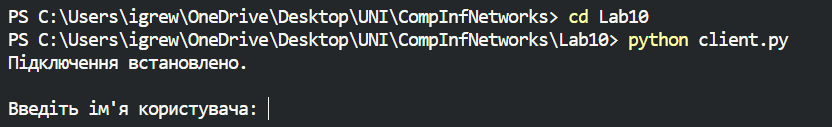 PS C:\Users\igrew\OneDrive\Desktop\UNI\CompInfNetworks> cd Lab10
PS C:\Users\igrew\OneDrive\Desktop\UNI\CompInfNetworks\Lab10> python client.py
Підключення встановлено.
Введіть ім'я користувача: